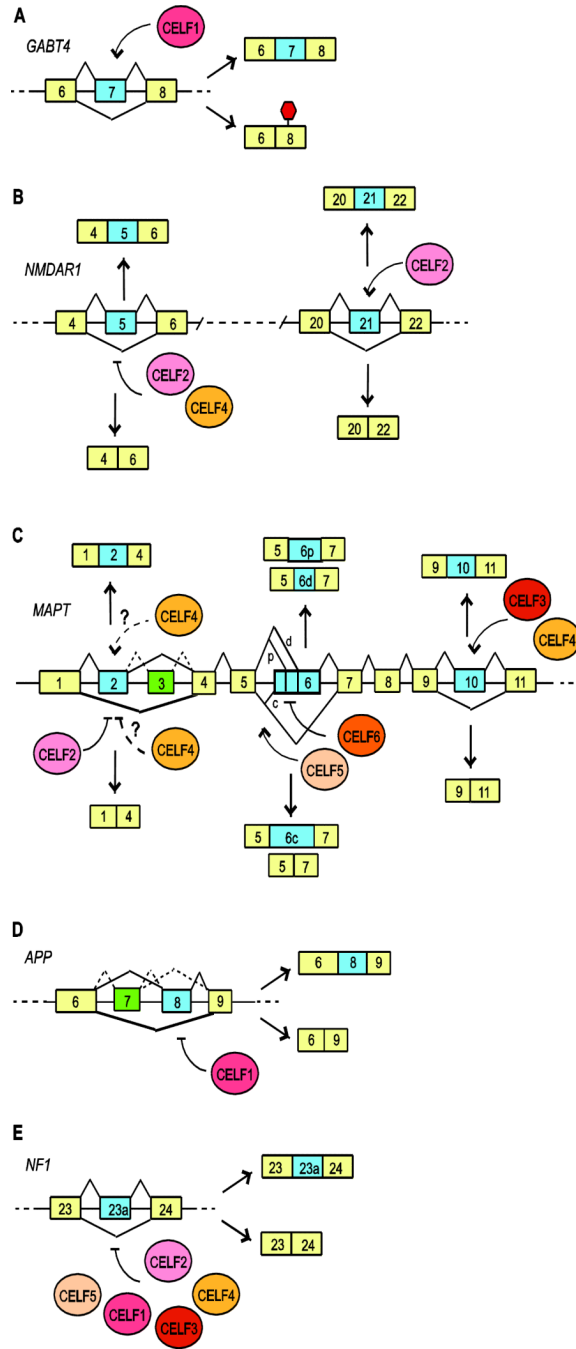 A
GABT4
CELF1
6 7 8
6 7 8
6 8
B
NMDAR1
4 5 6
20 21 22
CELF2
4 5 6
20 21 22
CELF2
CELF4
4 6
20 22
C
MAPT
1 2 4
5 6p 7
5 6d 7
9 10 11
? CELF4
CELF3
CELF4
d
p
1 2 3 4 5 6 7 8 9 10 11
c
CELF2
? CELF4
CELF6
CELF5
1 4
9 11
5 6c 7
5 7
D
APP
6 8 9
6 7 8 9
6 9
CELF1
E
NF1
23 23a 24
23 23a 24
23 24
CELF2
CELF5
CELF4
CELF1
CELF3